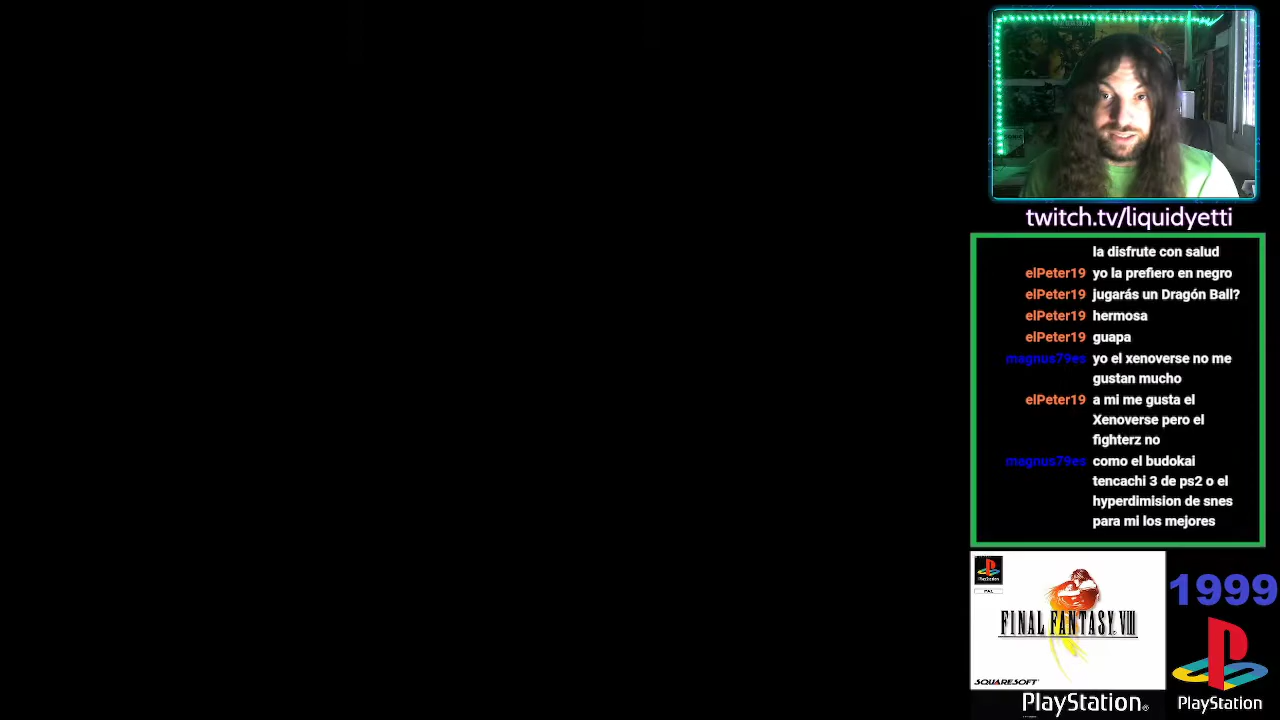 twitch.tv/liquidyetti
la disfrute con salud
elPeter19 yo la prefiero en negro
elPeter19 jugarás un Dragón Ball?
elPeter19 hermosa
elPeter19 guapa
magnus79es yo el xenoverse no me
gustan mucho
elPeter19 a mi me gusta el
Xenoverse pero el
fighterz no
magnus79es como el budokai
tencachi 3 de ps2 o el
hyperdimision de snes
para mi los mejores
PlayStation
PAL
FINAL FANTASY VIII
SQUARESOFT
PlayStation
1999
PlayStation